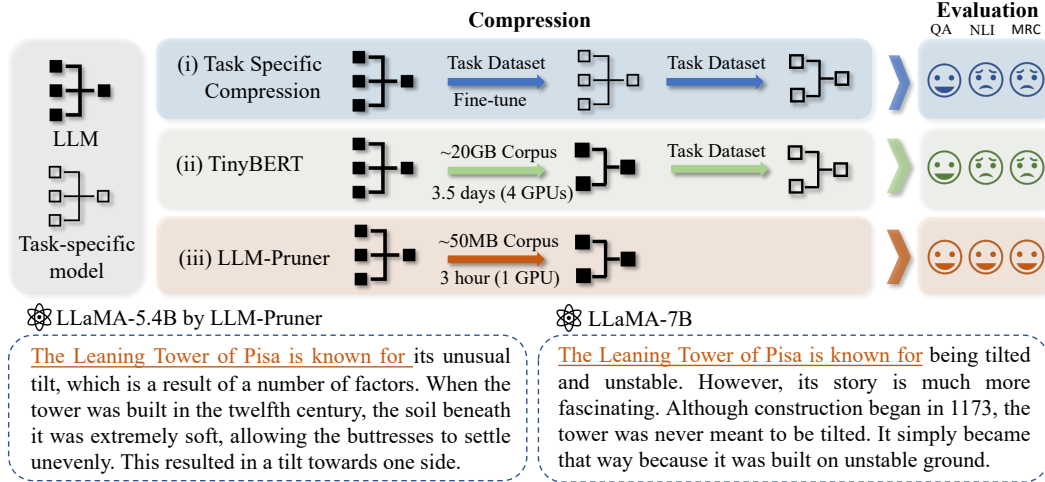 Compression
Evaluation
QA NLI MRC
LLM
Task-specific
model
(i) Task Specific
Compression
Task Dataset
Fine-tune
Task Dataset
(ii) TinyBERT
~20GB Corpus
3.5 days (4 GPUs)
Task Dataset
(iii) LLM-Pruner
~50MB Corpus
3 hour (1 GPU)
LLaMA-5.4B by LLM-Pruner
The Leaning Tower of Pisa is known for its unusual
tilt, which is a result of a number of factors. When the
tower was built in the twelfth century, the soil beneath
it was extremely soft, allowing the buttresses to settle
unevenly. This resulted in a tilt towards one side.
LLaMA-7B
The Leaning Tower of Pisa is known for being tilted
and unstable. However, its story is much more
fascinating. Although construction began in 1173, the
tower was never meant to be tilted. It simply became
that way because it was built on unstable ground.